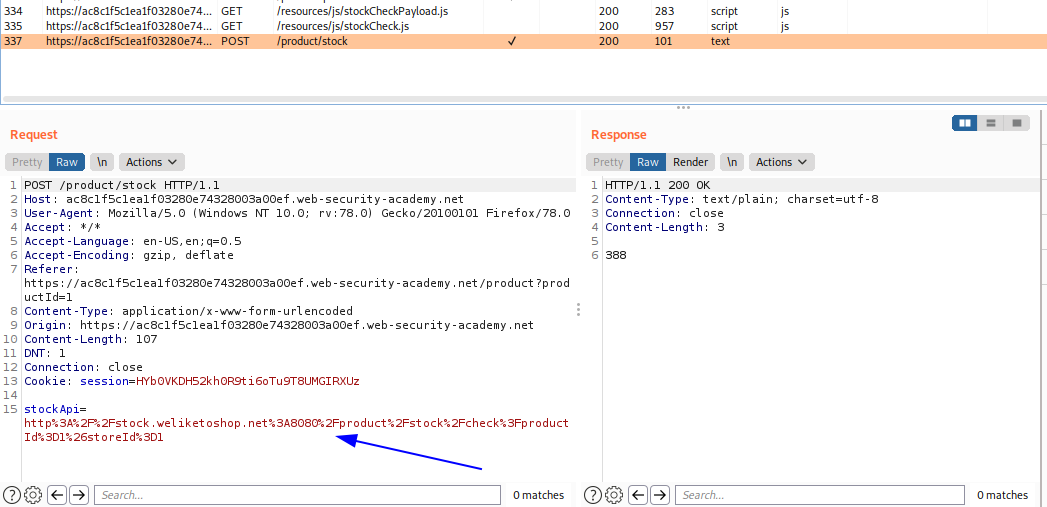 334 https://ac8c1f5c1ea1f03280e74... GET /resources/js/stockCheckPayload.js 200 283 script js
335 https://ac8c1f5c1ea1f03280e74... GET /resources/js/stockCheck.js 200 957 script js
337 https://ac8c1f5c1ea1f03280e74... POST /product/stock ✓ 200 101 text
Request
Pretty Raw \n Actions
1 POST /product/stock HTTP/1.1
2 Host: ac8c1f5c1ea1f03280e74328003a00ef.web-security-academy.net
3 User-Agent: Mozilla/5.0 (Windows NT 10.0; rv:78.0) Gecko/20100101 Firefox/78.0
4 Accept: */*
5 Accept-Language: en-US,en;q=0.5
6 Accept-Encoding: gzip, deflate
7 Referer:
https://ac8c1f5c1ea1f03280e74328003a00ef.web-security-academy.net/product?prod
uctId=1
8 Content-Type: application/x-www-form-urlencoded
9 Origin: https://ac8c1f5c1ea1f03280e74328003a00ef.web-security-academy.net
10 Content-Length: 107
11 DNT: 1
12 Connection: close
13 Cookie: session=HYb0VKDH52kh0R9ti6oTu9T8UMGIRXUz
14
15 stockApi=
http%3A%2F%2Fstock.weliketoshop.net%3A8080%2Fproduct%2Fstock%2Fcheck%3Fproduct
Id%3D1%26storeId%3D1
? Search... 0 matches
Response
Pretty Raw Render \n Actions
1 HTTP/1.1 200 OK
2 Content-Type: text/plain; charset=utf-8
3 Connection: close
4 Content-Length: 3
5
6 388
? Search... 0 matches